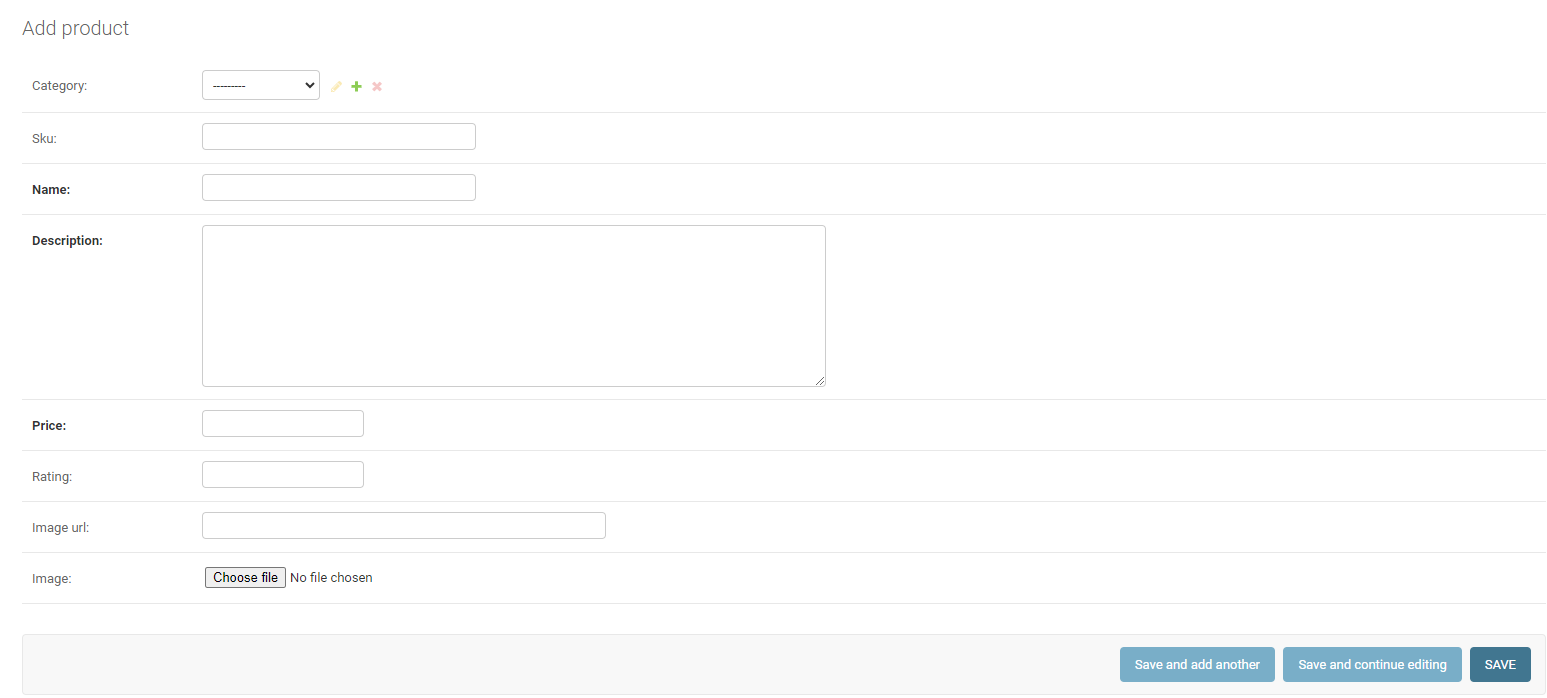 Add product
Category:
---------
Sku:
Name:
Description:
Price:
Rating:
Image url:
Image:
Choose file No file chosen
Save and add another
Save and continue editing
SAVE